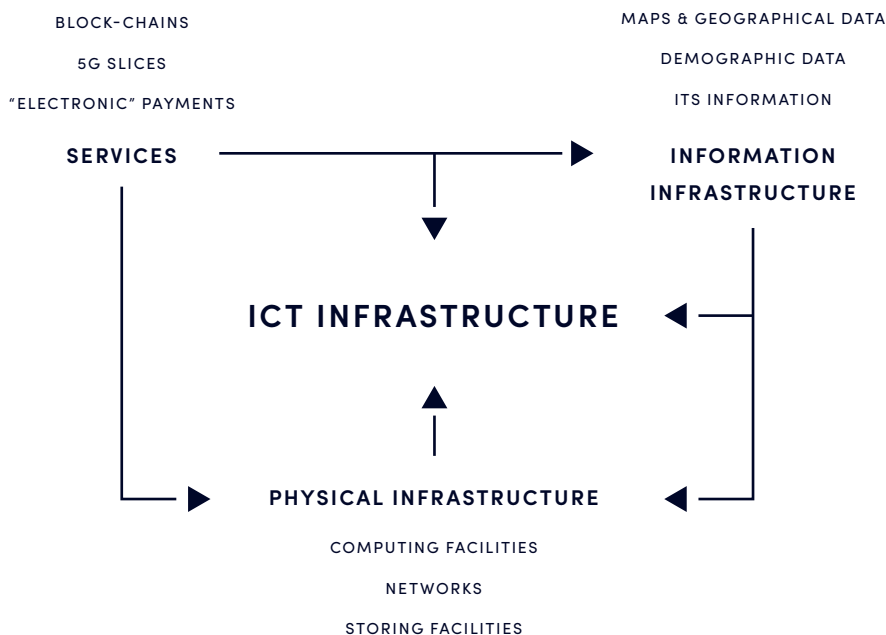 BLOCK-CHAINS
5G SLICES
“ELECTRONIC” PAYMENTS
SERVICES
MAPS & GEOGRAPHICAL DATA
DEMOGRAPHIC DATA
ITS INFORMATION
INFORMATION
INFRASTRUCTURE
ICT INFRASTRUCTURE
PHYSICAL INFRASTRUCTURE
COMPUTING FACILITIES
NETWORKS
STORING FACILITIES